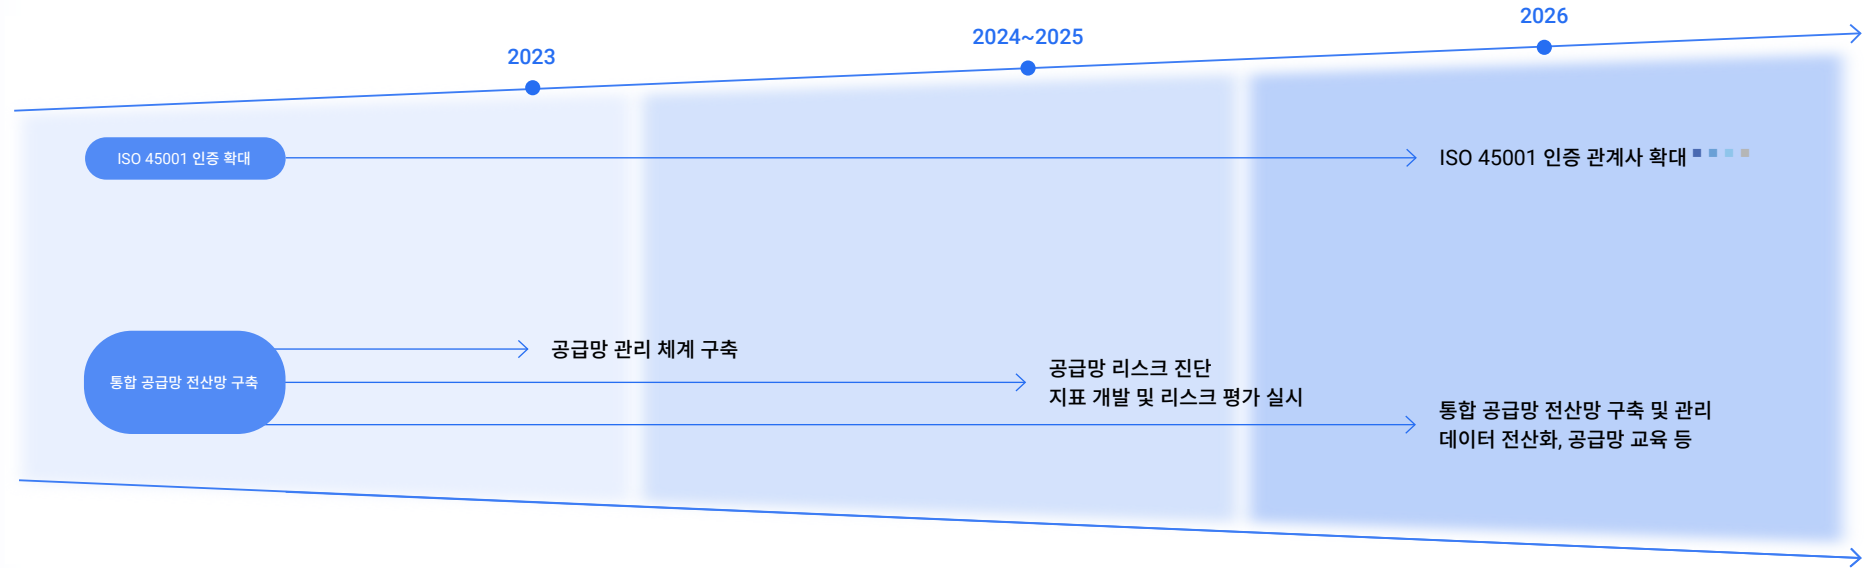 2023
2024~2025
2026
ISO 45001 인증 확대
ISO 45001 인증 관계사 확대
통합 공급망 전산망 구축
공급망 관리 체계 구축
공급망 리스크 진단
지표 개발 및 리스크 평가 실시
통합 공급망 전산망 구축 및 관리
데이터 전산화, 공급망 교육 등